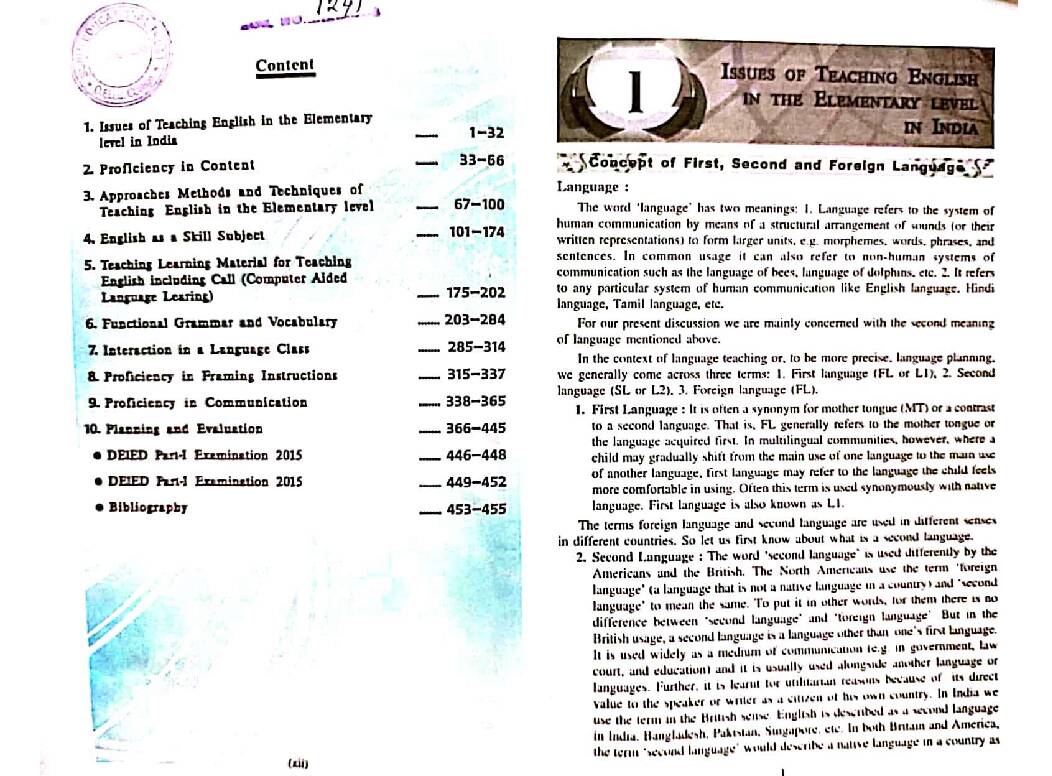 1241
Content
1. Issues of Teaching English in the Elementary
level in India 1–32
2. Proficiency in Content 33–66
3. Approaches Methods and Techniques of
Teaching English in the Elementary level 67–100
4. English as a Skill Subject 101–174
5. Teaching Learning Material for Teaching
English including Call (Computer Aided
Language Learing) 175–202
6. Functional Grammar and Vocabulary 203–284
7. Interaction in a Language Class 285–314
8. Proficiency in Framing Instructions 315–337
9. Proficiency in Communication 338–365
10. Planning and Evaluation 366–445
● DEIED Part-I Examination 2015 446–448
● DEIED Part-I Examination 2015 449–452
● Bibliography 453–455
(xii)
1
ISSUES OF TEACHING ENGLISH
IN THE ELEMENTARY LEVEL
IN INDIA
Concept of First, Second and Foreign Language
Language :
The word 'language' has two meanings: 1. Language refers to the system of
human communication by means of a structural arrangement of sounds (or their
written representations) to form larger units, e.g. morphemes, words, phrases, and
sentences. In common usage it can also refer to non-human systems of
communication such as the language of bees, language of dolphins, etc. 2. It refers
to any particular system of human communication like English language, Hindi
language, Tamil language, etc.
For our present discussion we are mainly concerned with the second meaning
of language mentioned above.
In the context of language teaching or, to be more precise, language planning,
we generally come across three terms: 1. First language (FL or L1), 2. Second
language (SL or L2), 3. Foreign language (FL).
1. First Language : It is often a synonym for mother tongue (MT) or a contrast
to a second language. That is, FL generally refers to the mother tongue or
the language acquired first. In multilingual communities, however, where a
child may gradually shift from the main use of one language to the main use
of another language, first language may refer to the language the child feels
more comfortable in using. Often this term is used synonymously with native
language. First language is also known as L1.
The terms foreign language and second language are used in different senses
in different countries. So let us first know about what is a second language.
2. Second Language : The word 'second language' is used differently by the
Americans and the British. The North Americans use the term 'foreign
language' (a language that is not a native language in a country) and 'second
language' to mean the same. To put it in other words, for them there is no
difference between 'second language' and 'foreign language' But in the
British usage, a second language is a language other than one's first language.
It is used widely as a medium of communication (e.g. in government, law
court, and education) and it is usually used alongside another language or
languages. Further, it is learnt for utilitarian reasons because of its direct
value to the speaker or writer as a citizen of his own country. In India we
use the term in the British sense. English is described as a second language
in India, Bangladesh, Pakistan, Singapore, etc. In both Britain and America,
the term 'second language' would describe a native language in a country as
1